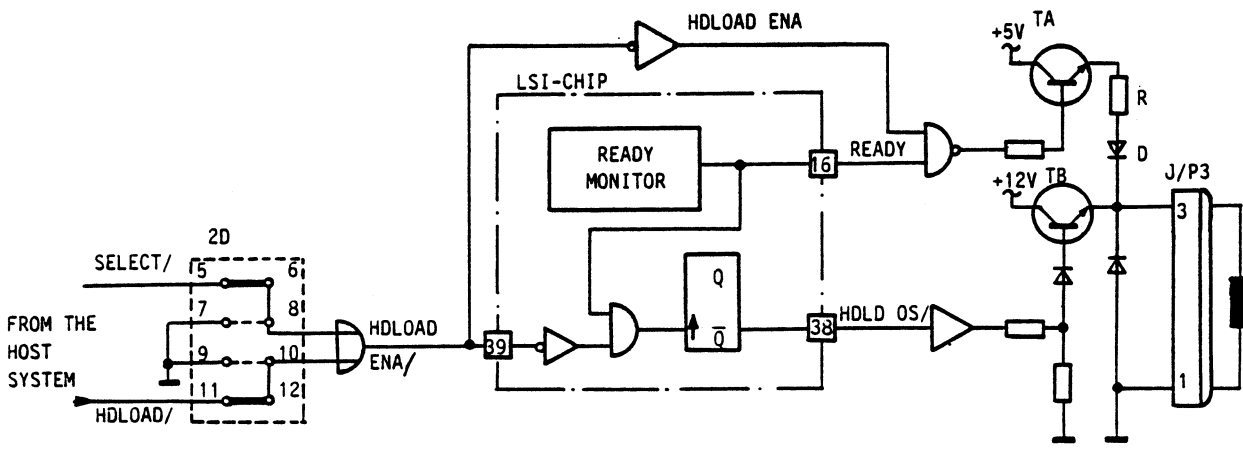 HDLOAD ENA
TA
+5V
LSI-CHIP
R
READY
MONITOR
16
READY
D
+12V
TB
J/P3
3
2D
SELECT/
5
6
7
8
FROM THE
HOST
SYSTEM
9
10
11
12
HDLOAD/
HDLOAD
ENA/
39
Q
Q̅
38
HDLD OS/
1